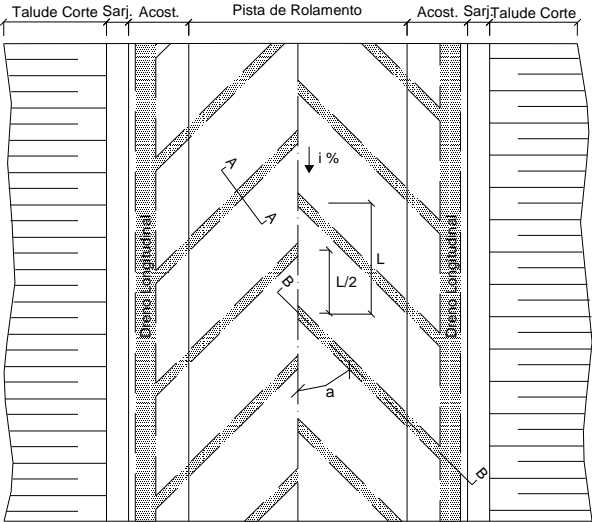 Talude Corte Sarj. Acost. Pista de Rolamento Acost. Sarj. Talude Corte
i %
A
A
Dreno Longitudinal
Dreno Longitudinal
L
L/2
B
a
B